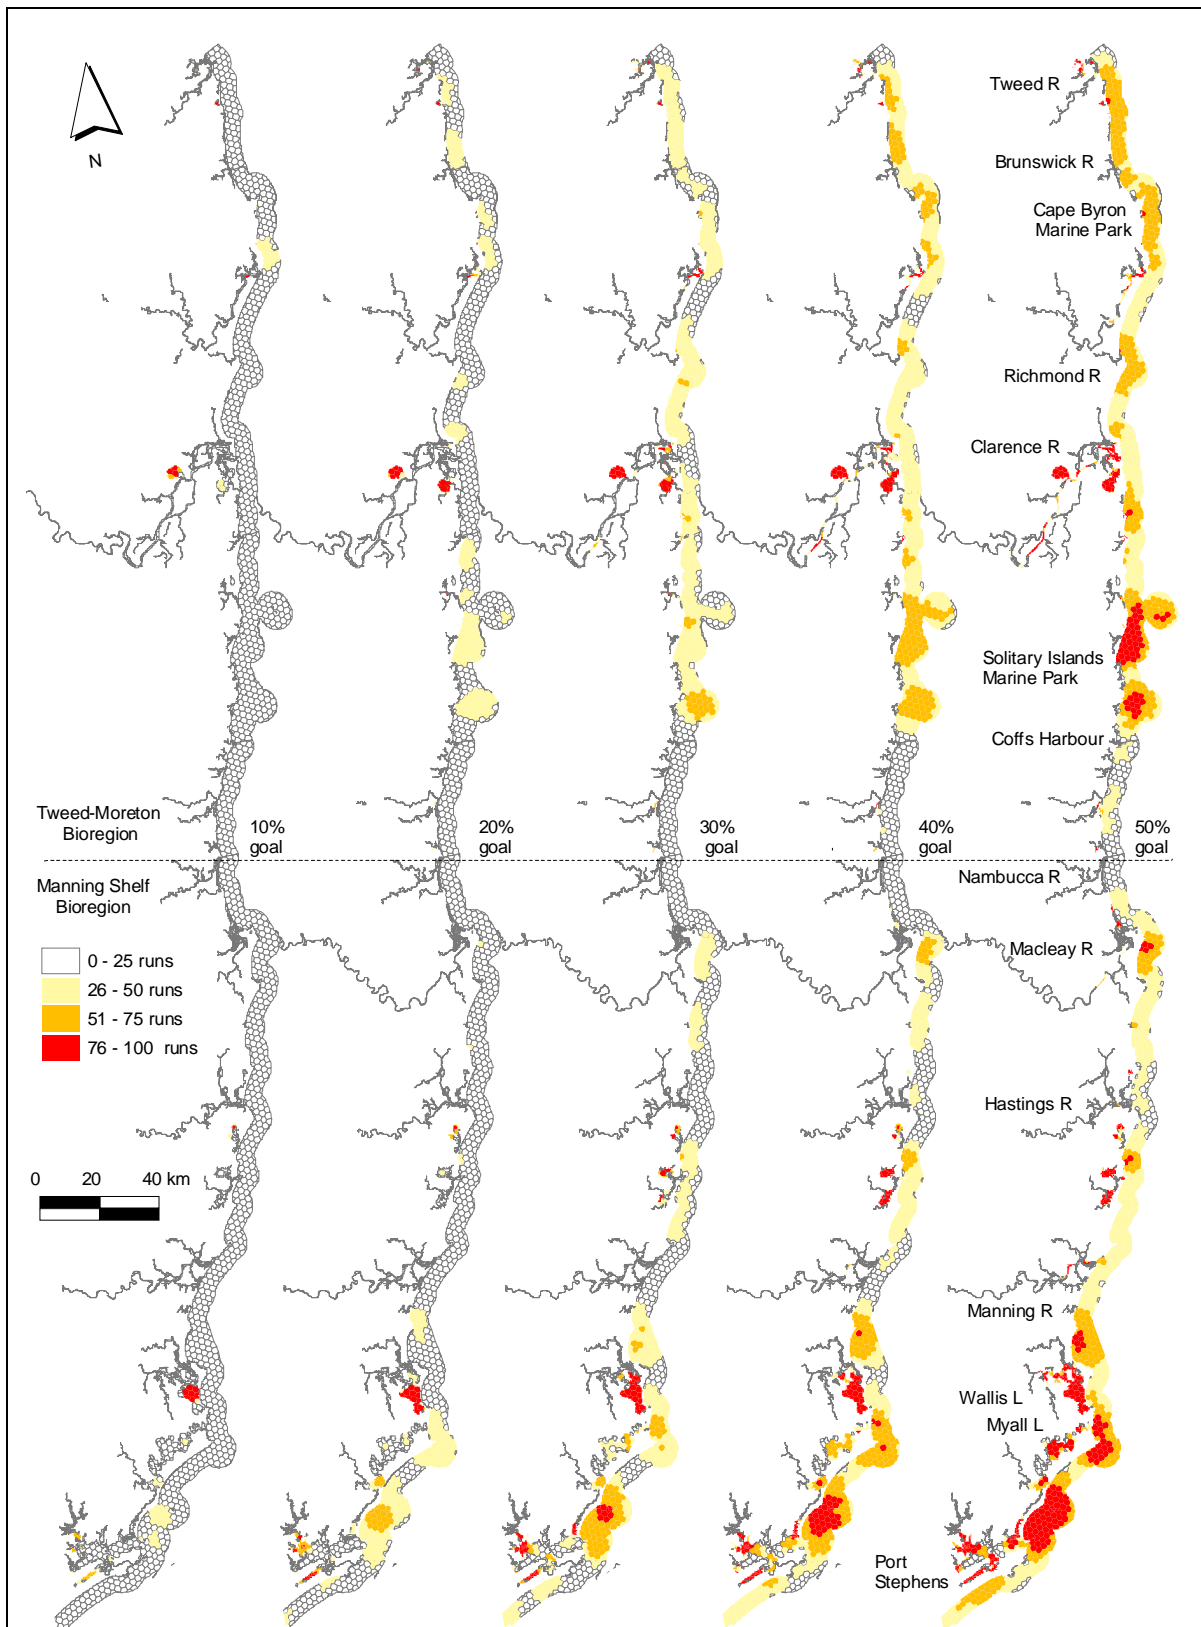 Tweed R
N
Brunswick R
Cape Byron
Marine Park
Richmond R
Clarence R
Solitary Islands
Marine Park
Coffs Harbour
Tweed-Moreton
Bioregion
10%
goal
20%
goal
30%
goal
40%
goal
50%
goal
Manning Shelf
Bioregion
Nambucca R
0 - 25 runs
26 - 50 runs
51 - 75 runs
76 - 100 runs
Macleay R
Hastings R
0 20 40 km
Manning R
Wallis L
Myall L
Port
Stephens